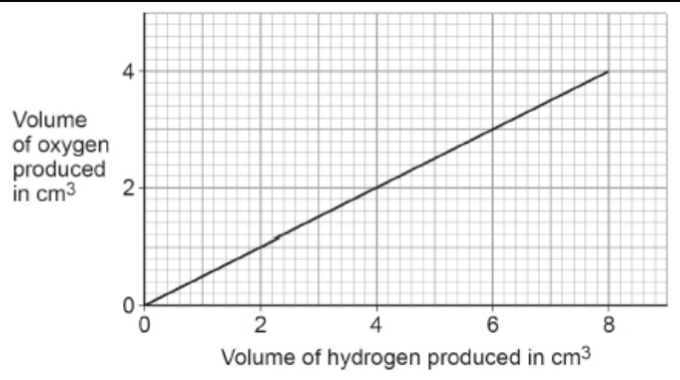 4
Volume
of oxygen
produced
in cm³
2
0
0 2 4 6 8
Volume of hydrogen produced in cm³